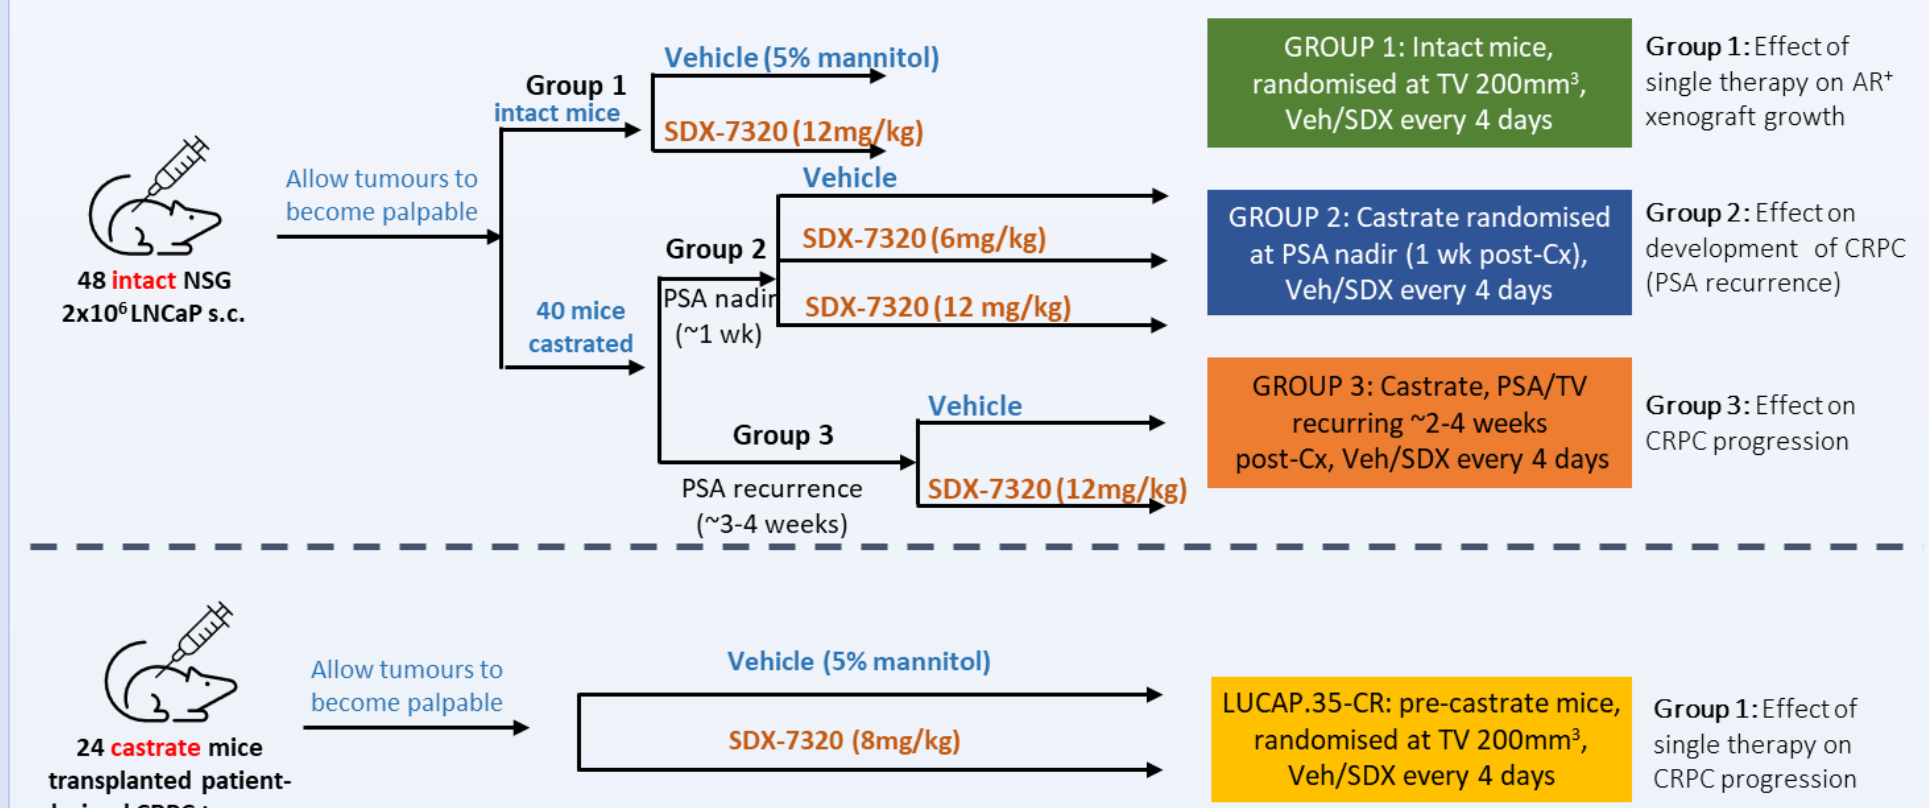 Vehicle (5% mannitol)
Group 1
intact mice
SDX-7320 (12mg/kg)
GROUP 1: Intact mice,
randomised at TV 200mm³,
Veh/SDX every 4 days
Group 1: Effect of
single therapy on AR⁺
xenograft growth
Allow tumours to
become palpable
48 intact NSG
2x10⁶ LNCaP s.c.
Vehicle
Group 2
SDX-7320 (6mg/kg)
PSA nadir
(~1 wk)
SDX-7320 (12 mg/kg)
GROUP 2: Castrate randomised
at PSA nadir (1 wk post-Cx),
Veh/SDX every 4 days
Group 2: Effect on
development of CRPC
(PSA recurrence)
40 mice
castrated
Vehicle
Group 3
PSA recurrence
(~3-4 weeks)
SDX-7320 (12mg/kg)
GROUP 3: Castrate, PSA/TV
recurring ~2-4 weeks
post-Cx, Veh/SDX every 4 days
Group 3: Effect on
CRPC progression
Allow tumours to
become palpable
24 castrate mice
transplanted patient-
Vehicle (5% mannitol)
SDX-7320 (8mg/kg)
LUCAP.35-CR: pre-castrate mice,
randomised at TV 200mm³,
Veh/SDX every 4 days
Group 1: Effect of
single therapy on
CRPC progression